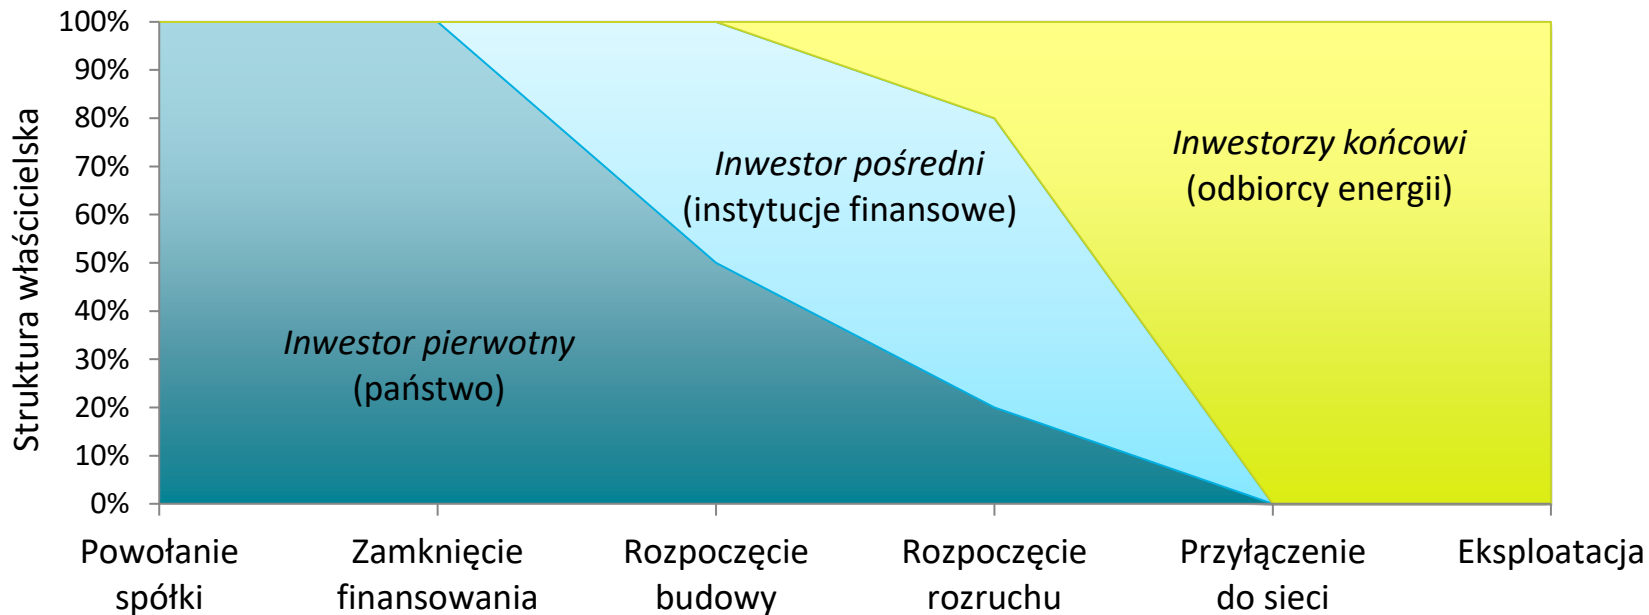 100%
90%
80%
70%
60%
50%
40%
30%
20%
10%
0%
Struktura właścicielska
Inwestor pierwotny
(państwo)
Inwestor pośredni
(instytucje finansowe)
Inwestorzy końcowi
(odbiorcy energii)
Powołanie
spółki
Zamknięcie
finansowania
Rozpoczęcie
budowy
Rozpoczęcie
rozruchu
Przyłączenie
do sieci
Eksploatacja